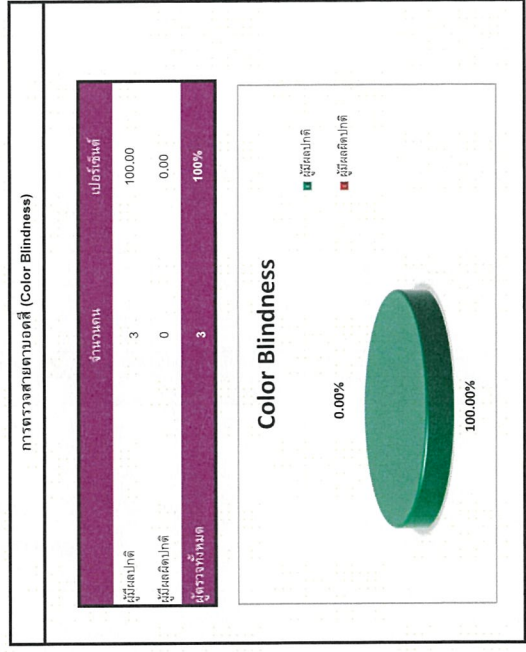 การตรวจสายตาบอดสี (Color Blindness)
จำนวนคน เปอร์เซ็นต์
ผู้มีผลปกติ 3 100.00
ผู้มีผลผิดปกติ 0 0.00
ผู้ตรวจทั้งหมด 3 100%
Color Blindness
0.00%
100.00%
ผู้มีผลปกติ
ผู้มีผลผิดปกติ